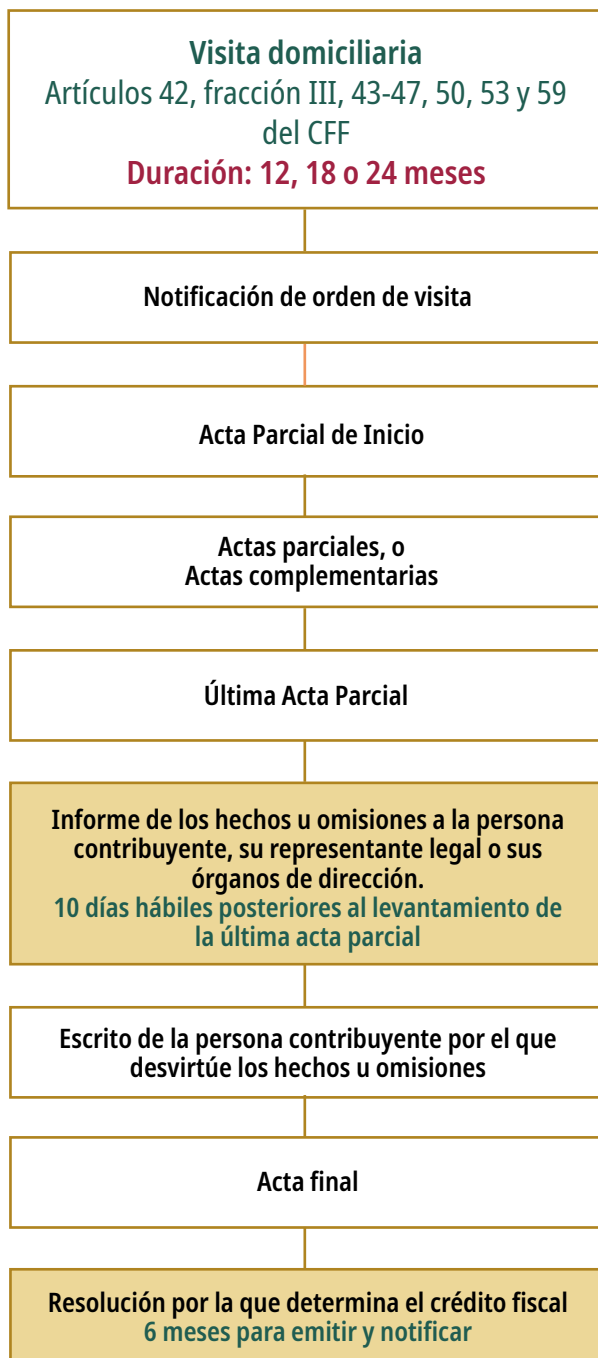 Visita domiciliaria
Artículos 42, fracción III, 43-47, 50, 53 y 59
del CFF
Duración: 12, 18 o 24 meses
Notificación de orden de visita
Acta Parcial de Inicio
Actas parciales, o
Actas complementarias
Última Acta Parcial
Informe de los hechos u omisiones a la persona
contribuyente, su representante legal o sus
órganos de dirección.
10 días hábiles posteriores al levantamiento de
la última acta parcial
Escrito de la persona contribuyente por el que
desvirtúe los hechos u omisiones
Acta final
Resolución por la que determina el crédito fiscal
6 meses para emitir y notificar